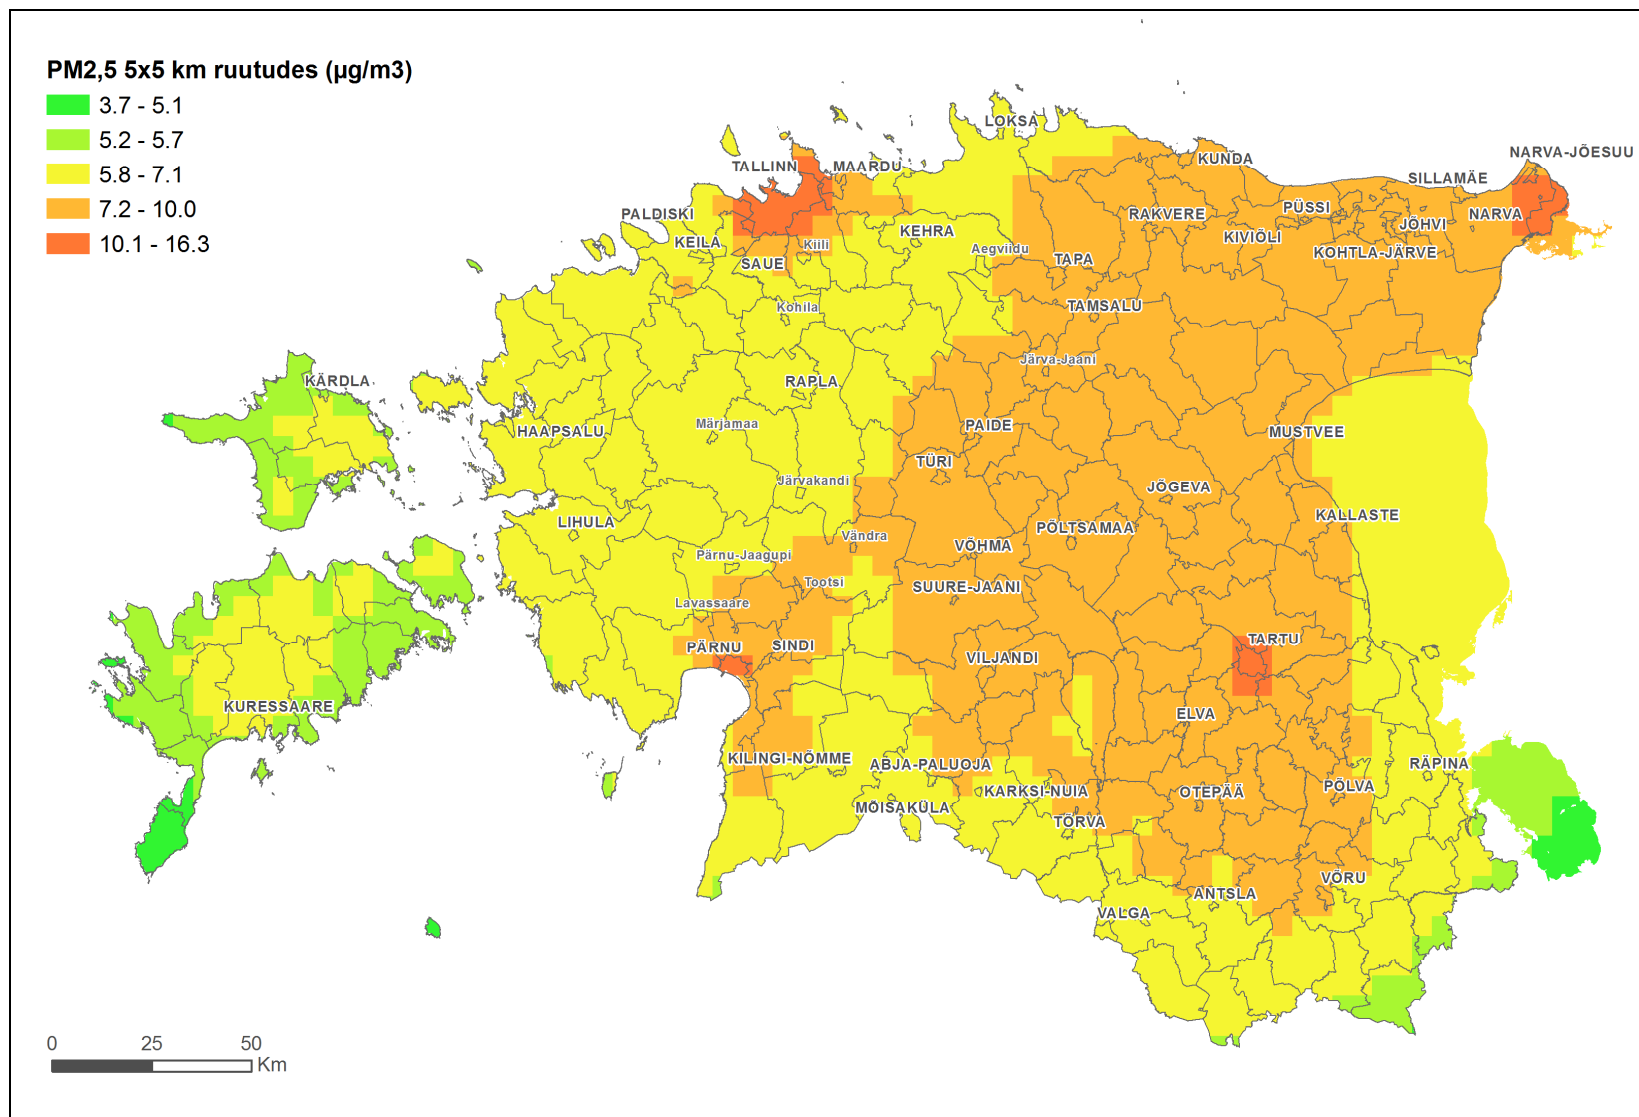 PM2,5 5x5 km ruutudes (µg/m3)
3.7 - 5.1
5.2 - 5.7
5.8 - 7.1
7.2 - 10.0
10.1 - 16.3
LOKSA
TALLINN
MAARDU
KUNDA
NARVA-JÕESUU
SILLAMÄE
PALDISKI
RAKVERE
PÜSSI
NARVA
KEILA
Kiili
KEHRA
Aegviidu
KIVIÕLI
JÕHVI
SAUE
TAPA
KOHTLA-JÄRVE
Kohila
TAMSALU
Järva-Jaani
KÄRDLA
RAPLA
HAAPSALU
Märjamaa
PAIDE
MUSTVEE
TÜRI
Järvakandi
JÕGEVA
LIHULA
Vändra
PÕLTSAMAA
KALLASTE
Pärnu-Jaagupi
VÕHMA
Tootsi
SUURE-JAANI
Lavassaare
PÄRNU
SINDI
VILJANDI
TARTU
KURESSAARE
ELVA
KILINGI-NÕMME
ABJA-PALUOJA
RÄPINA
KARKSI-NUIA
OTEPÄÄ
PÕLVA
MÕISAKÜLA
TÕRVA
VÕRU
ANTSLA
VALGA
0 25 50
Km